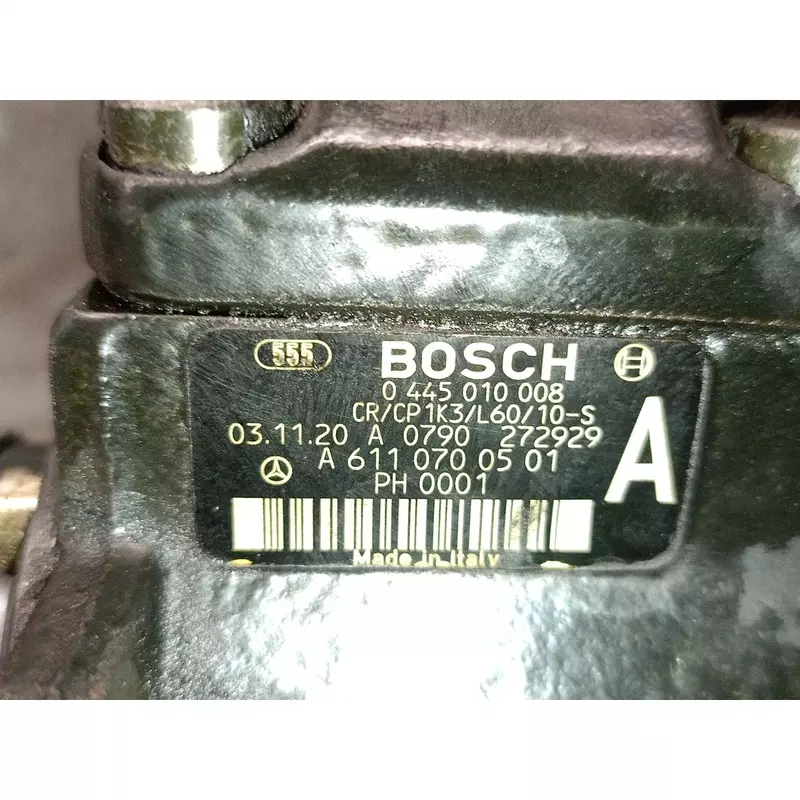 555 BOSCH
0 445 010 008
CR/CP1K3/L60/10-S
03.11.20 A 0790 272929
A 611 070 05 01
PH 0001
A
Made in Italy